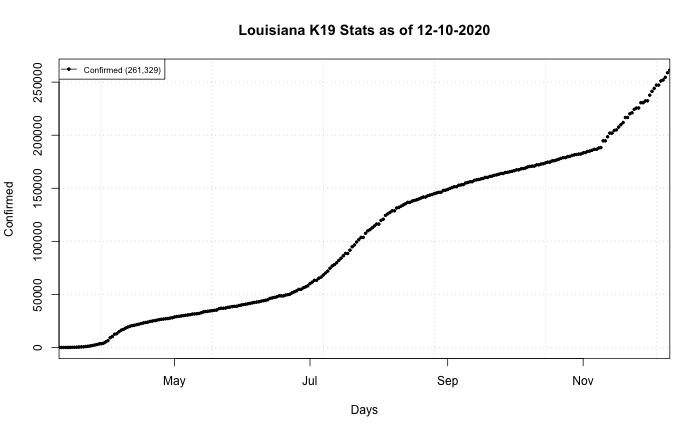 Louisiana K19 Stats as of 12-10-2020
Confirmed (261,329)
250000
200000
150000
100000
50000
0
Confirmed
May Jul Sep Nov
Days